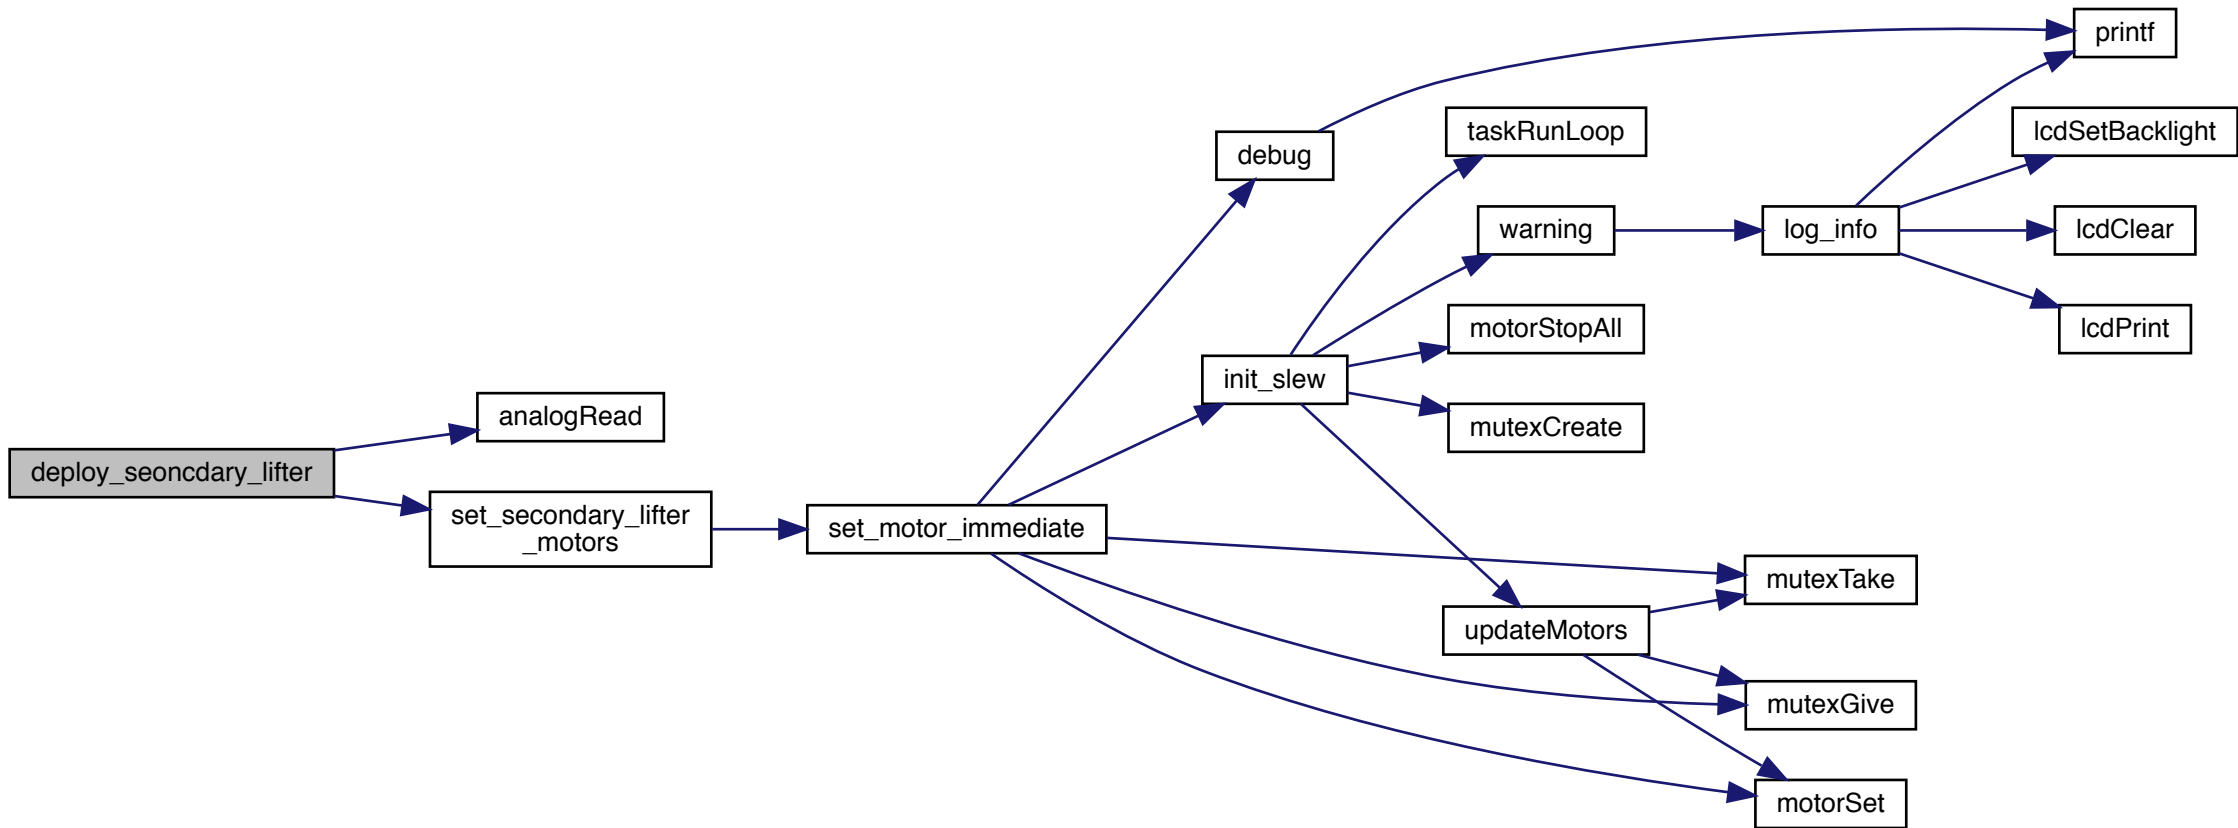 printf
taskRunLoop
lcdSetBacklight
debug
warning
log_info
lcdClear
motorStopAll
lcdPrint
init_slew
analogRead
mutexCreate
deploy_seoncdary_lifter
set_secondary_lifter
_motors
set_motor_immediate
mutexTake
updateMotors
mutexGive
motorSet